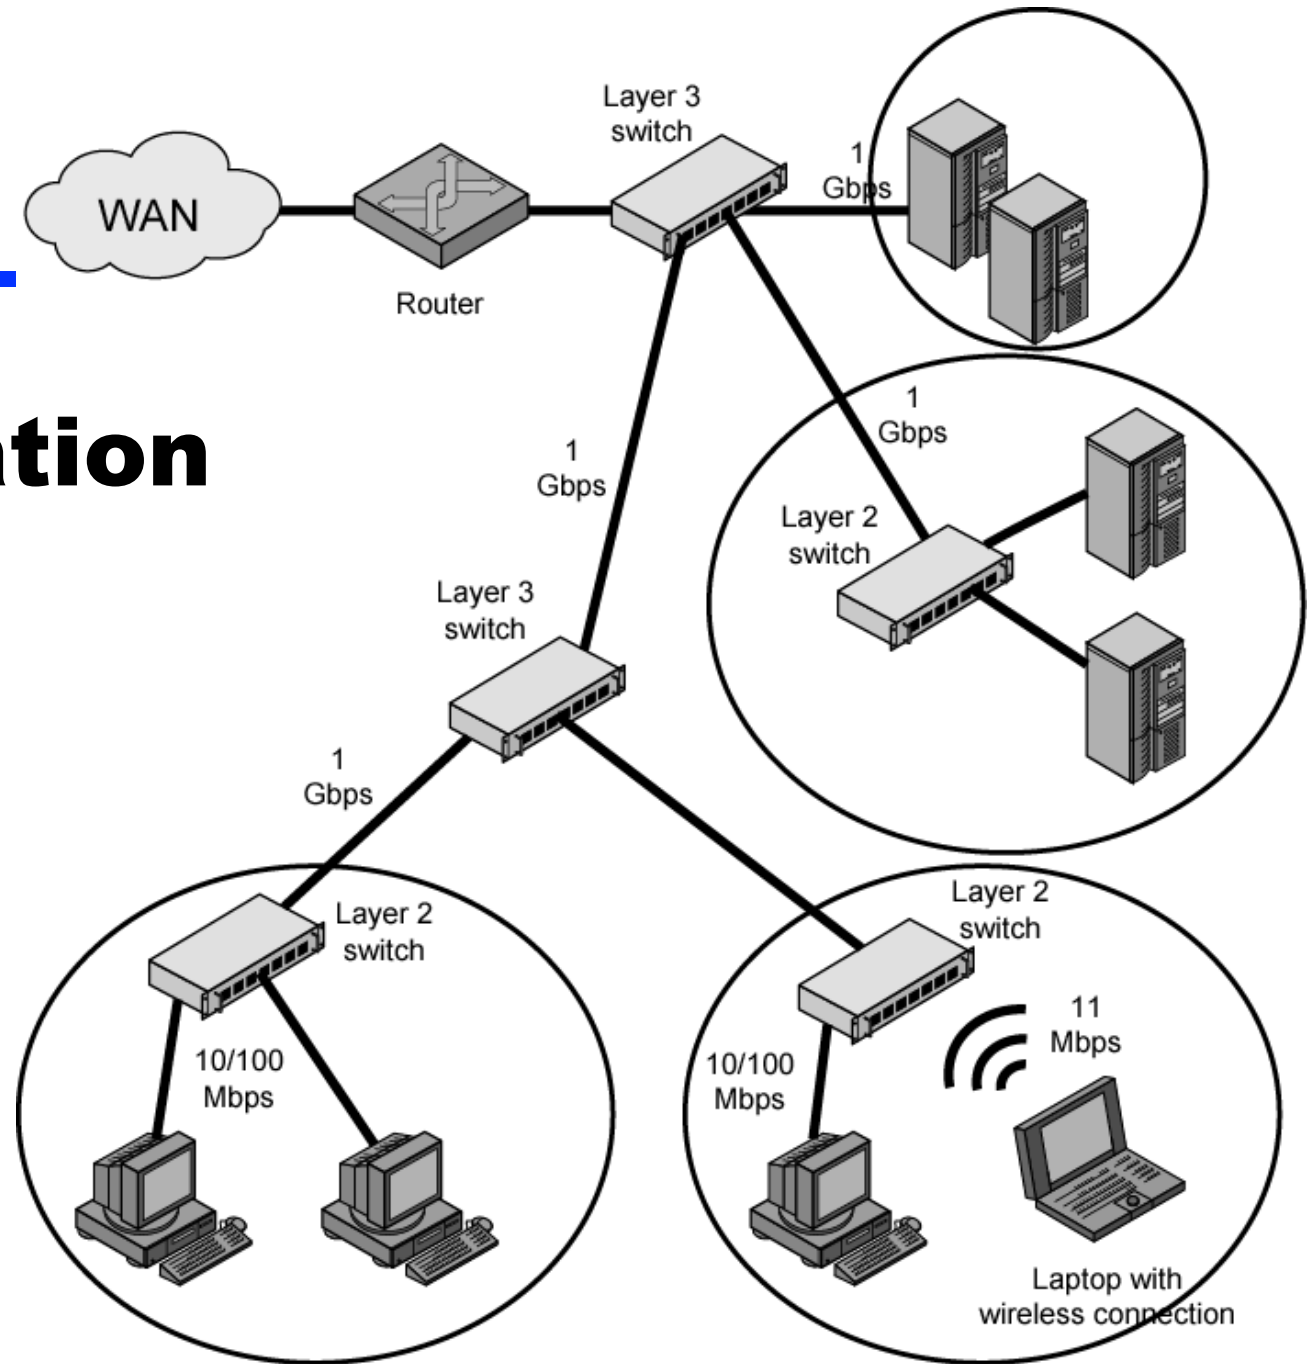 Layer 3
switch
1
Gbps
WAN
Router
ation
1
Gbps
1
Gbps
Layer 2
switch
Layer 3
switch
1
Gbps
Layer 2
switch
Layer 2
switch
10/100
Mbps
10/100
Mbps
11
Mbps
Laptop with
wireless connection